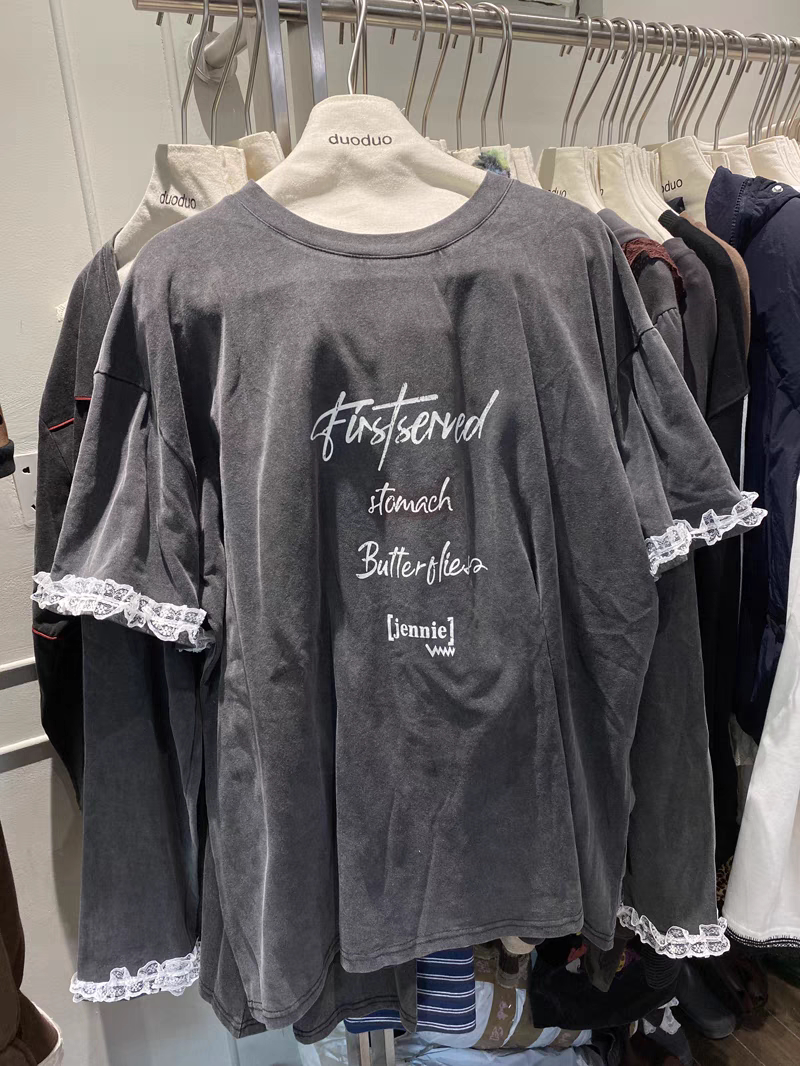 duoduo
duoduo
duoduo
Firstserved
stomach
Butterflies
[jennie]